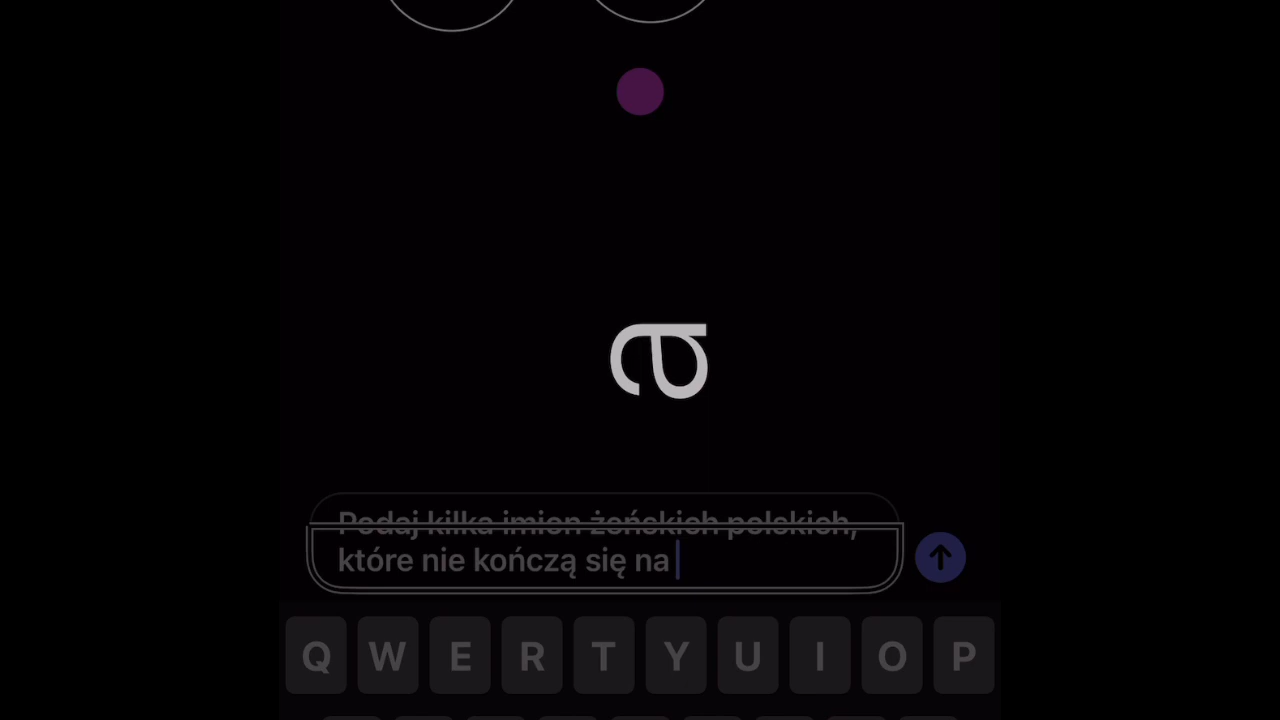 a
Podaj kilka imion żeńskich polskich,
które nie kończą się na
Q W E R T Y U I O P